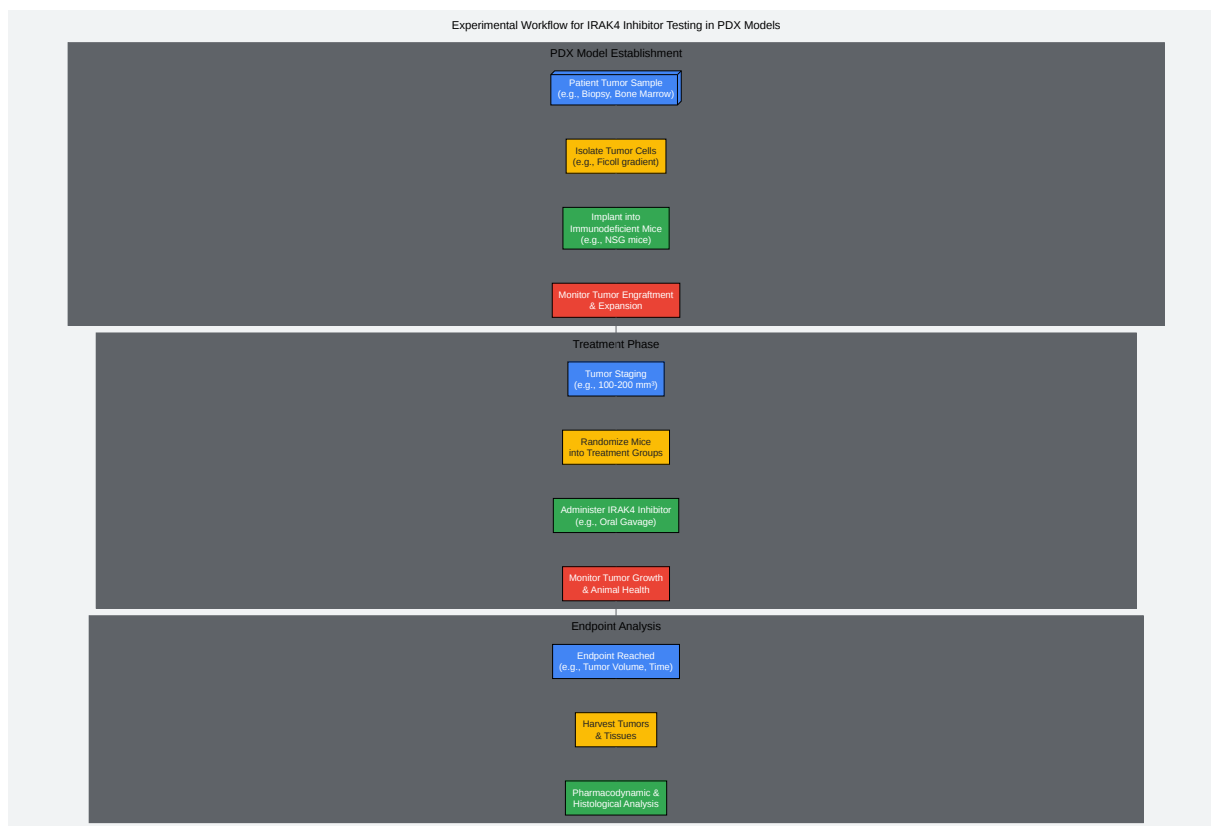 Experimental Workflow for IRAK4 Inhibitor Testing in PDX Models
PDX Model Establishment
Patient Tumor Sample
(e.g., Biopsy, Bone Marrow)
Isolate Tumor Cells
(e.g., Ficoll gradient)
Implant into
Immunodeficient Mice
(e.g., NSG mice)
Monitor Tumor Engraftment
& Expansion
Treatment Phase
Tumor Staging
(e.g., 100-200 mm³)
Randomize Mice
into Treatment Groups
Administer IRAK4 Inhibitor
(e.g., Oral Gavage)
Monitor Tumor Growth
& Animal Health
Endpoint Analysis
Endpoint Reached
(e.g., Tumor Volume, Time)
Harvest Tumors
& Tissues
Pharmacodynamic &
Histological Analysis